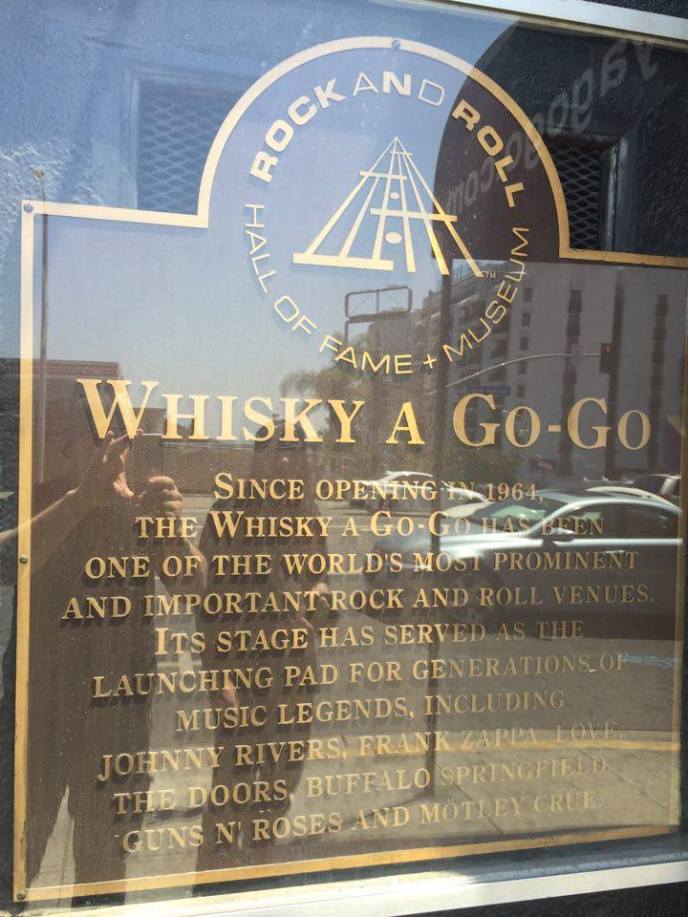 ROCK AND ROLL
HALL OF FAME + MUSEUM
TM
WHISKY A GO-GO
SINCE OPENING IN 1964,
THE WHISKY A GO-GO HAS BEEN
ONE OF THE WORLD'S MOST PROMINENT
AND IMPORTANT ROCK AND ROLL VENUES.
ITS STAGE HAS SERVED AS THE
LAUNCHING PAD FOR GENERATIONS OF
MUSIC LEGENDS, INCLUDING
JOHNNY RIVERS, FRANK ZAPPA, LOVE,
THE DOORS, BUFFALO SPRINGFIELD,
GUNS N' ROSES AND MÖTLEY CRÜE